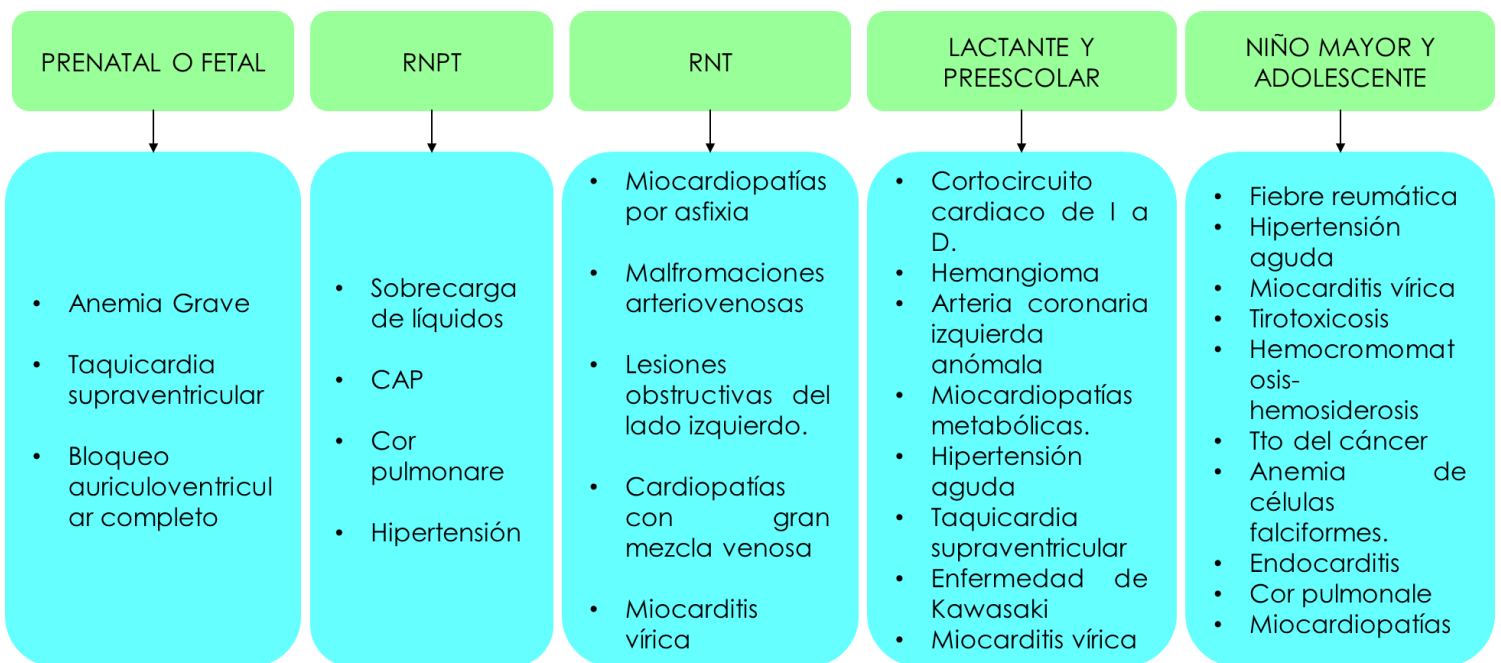 PRENATAL O FETAL
• Anemia Grave
• Taquicardia
supraventricular
• Bloqueo
auriculoventricul
ar completo
RNPT
• Sobrecarga
de líquidos
• CAP
• Cor
pulmonare
• Hipertensión
RNT
• Miocardiopatías
por asfixia
• Malfromaciones
arteriovenosas
• Lesiones
obstructivas del
lado izquierdo.
• Cardiopatías
con gran
mezcla venosa
• Miocarditis
vírica
LACTANTE Y
PREESCOLAR
• Cortocircuito
cardiaco de I a
D.
• Hemangioma
• Arteria coronaria
izquierda
anómala
• Miocardiopatías
metabólicas.
• Hipertensión
aguda
• Taquicardia
supraventricular
• Enfermedad de
Kawasaki
• Miocarditis vírica
NIÑO MAYOR Y
ADOLESCENTE
• Fiebre reumática
• Hipertensión
aguda
• Miocarditis vírica
• Tirotoxicosis
• Hemocromomat
osis-
hemosiderosis
• Tto del cáncer
• Anemia de
células
falciformes.
• Endocarditis
• Cor pulmonale
• Miocardiopatías